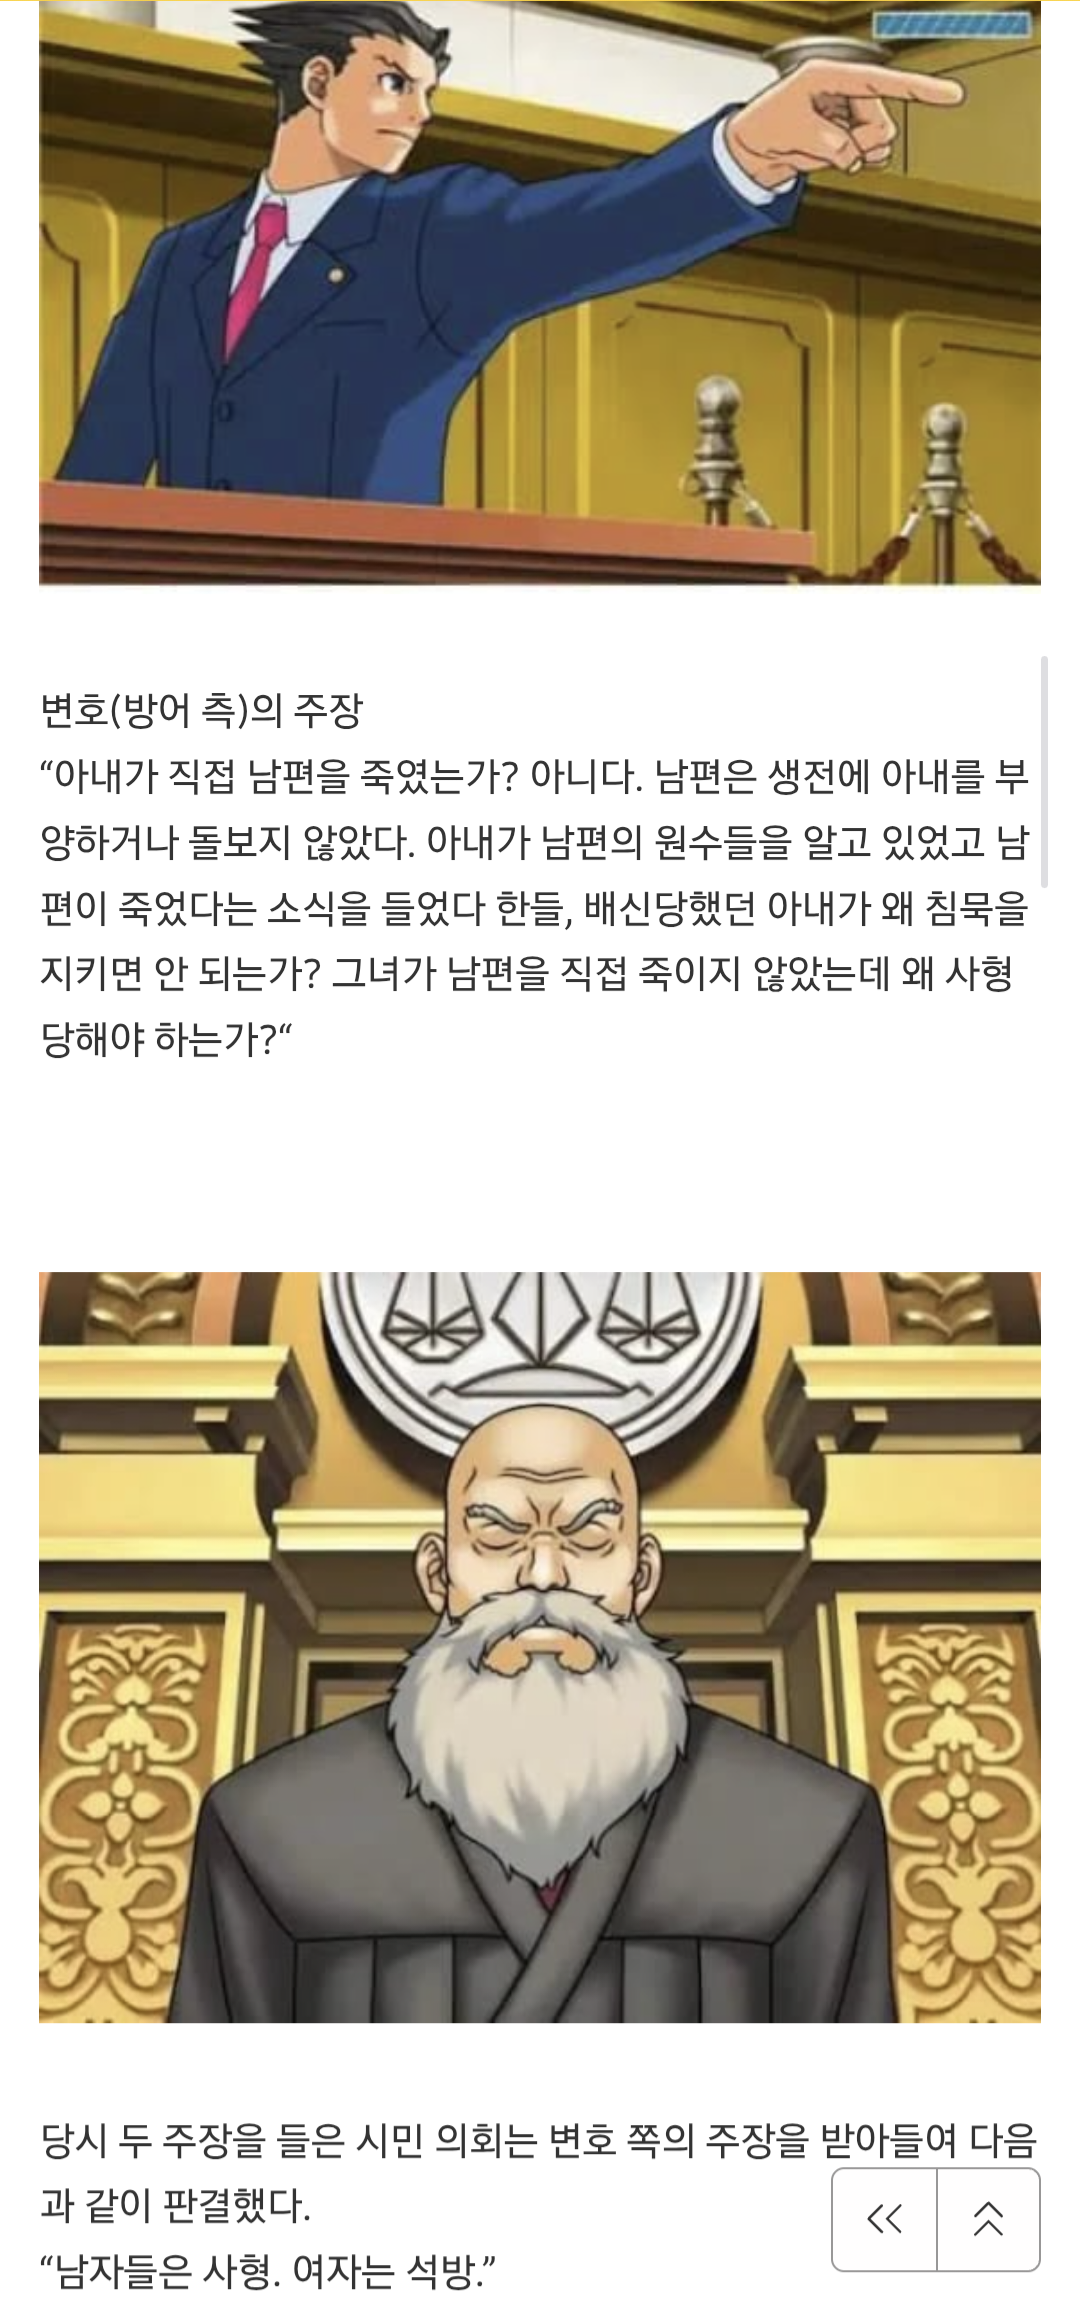 변호(방어 측)의 주장
“아내가 직접 남편을 죽였는가? 아니다. 남편은 생전에 아내를 부
양하거나 돌보지 않았다. 아내가 남편의 원수들을 알고 있었고 남
편이 죽었다는 소식을 들었다 한들, 배신당했던 아내가 왜 침묵을
지키면 안 되는가? 그녀가 남편을 직접 죽이지 않았는데 왜 사형
당해야 하는가?“
당시 두 주장을 들은 시민 의회는 변호 쪽의 주장을 받아들여 다음
과 같이 판결했다.
“남자들은 사형. 여자는 석방.”